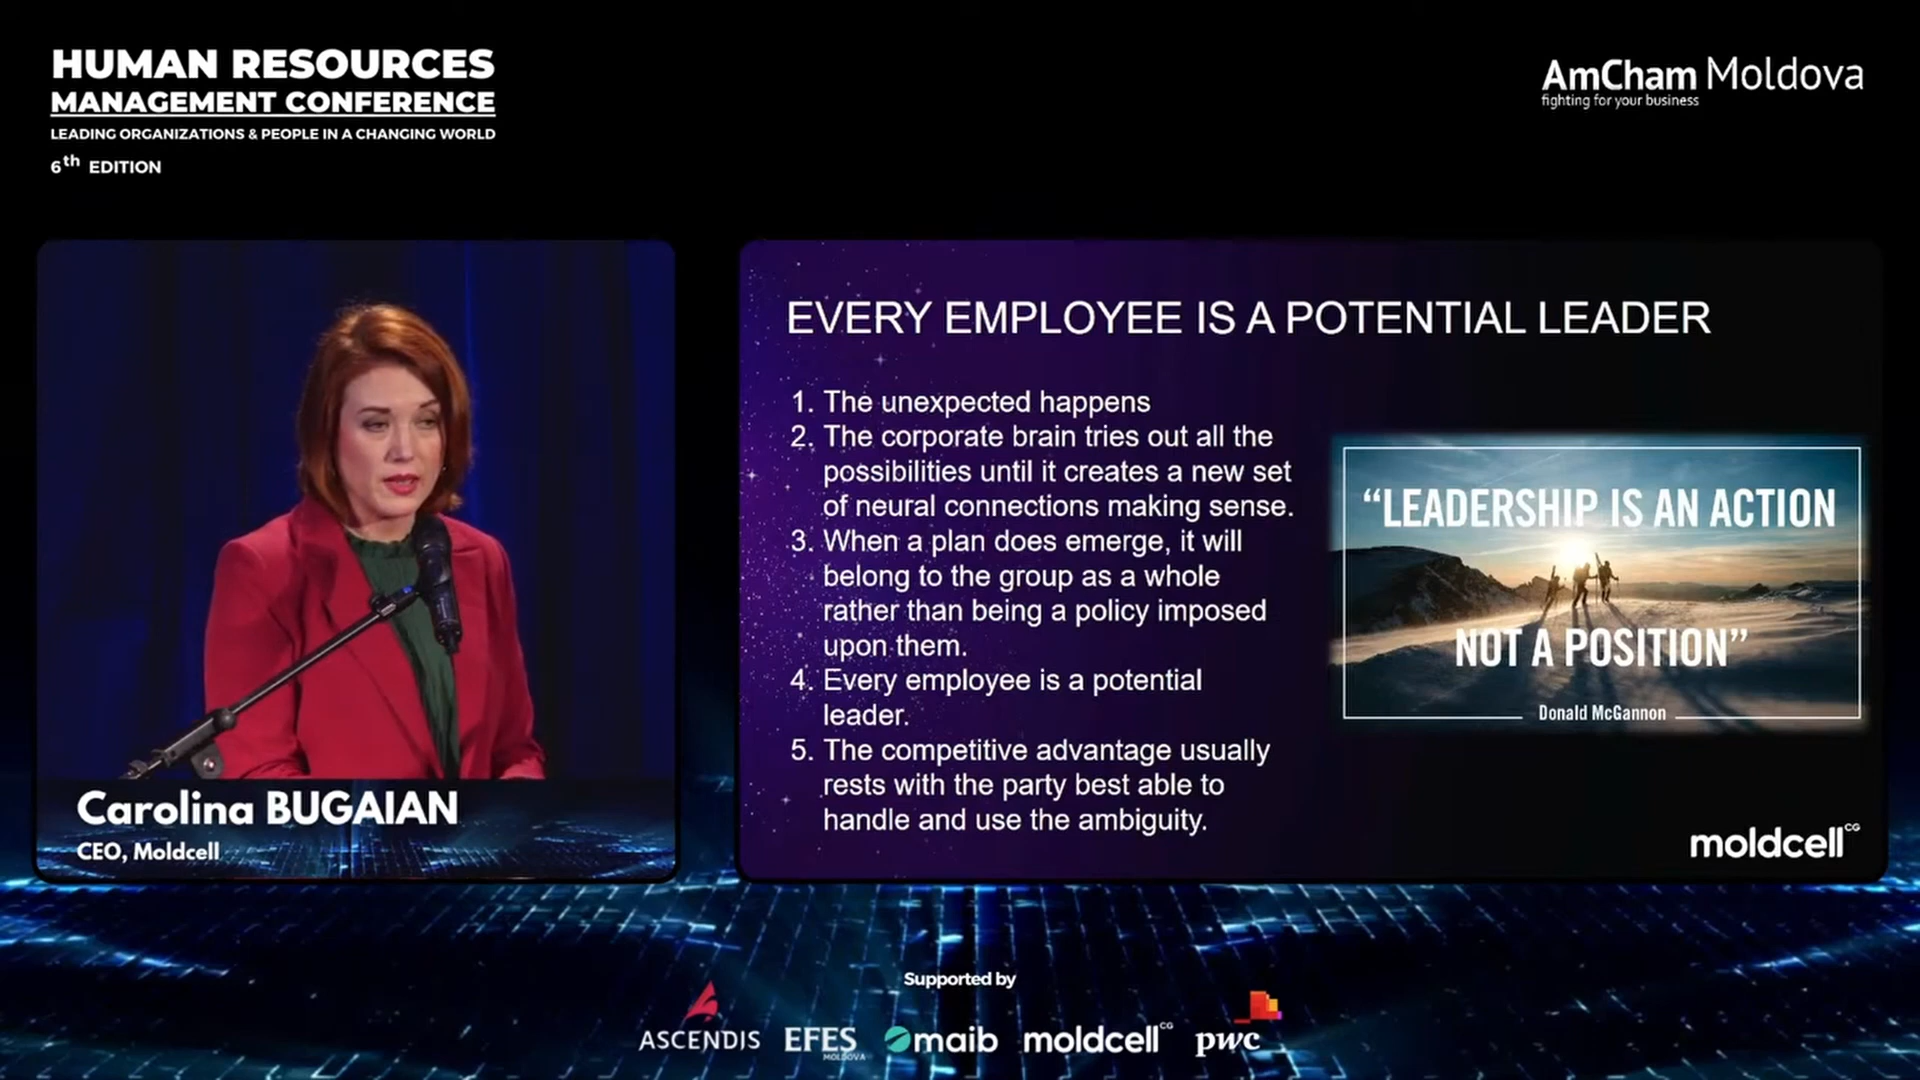 HUMAN RESOURCES
MANAGEMENT CONFERENCE
LEADING ORGANIZATIONS & PEOPLE IN A CHANGING WORLD
6th EDITION
AmCham Moldova
fighting for your business
Carolina BUGAIAN
CEO, Moldcell
EVERY EMPLOYEE IS A POTENTIAL LEADER
1. The unexpected happens
2. The corporate brain tries out all the
possibilities until it creates a new set
of neural connections making sense.
3. When a plan does emerge, it will
belong to the group as a whole
rather than being a policy imposed
upon them.
4. Every employee is a potential
leader.
5. The competitive advantage usually
rests with the party best able to
handle and use the ambiguity.
“LEADERSHIP IS AN ACTION
NOT A POSITION”
Donald McGannon
moldcell CG
Supported by
ASCENDIS EFES MOLDOVA maib moldcell CG pwc